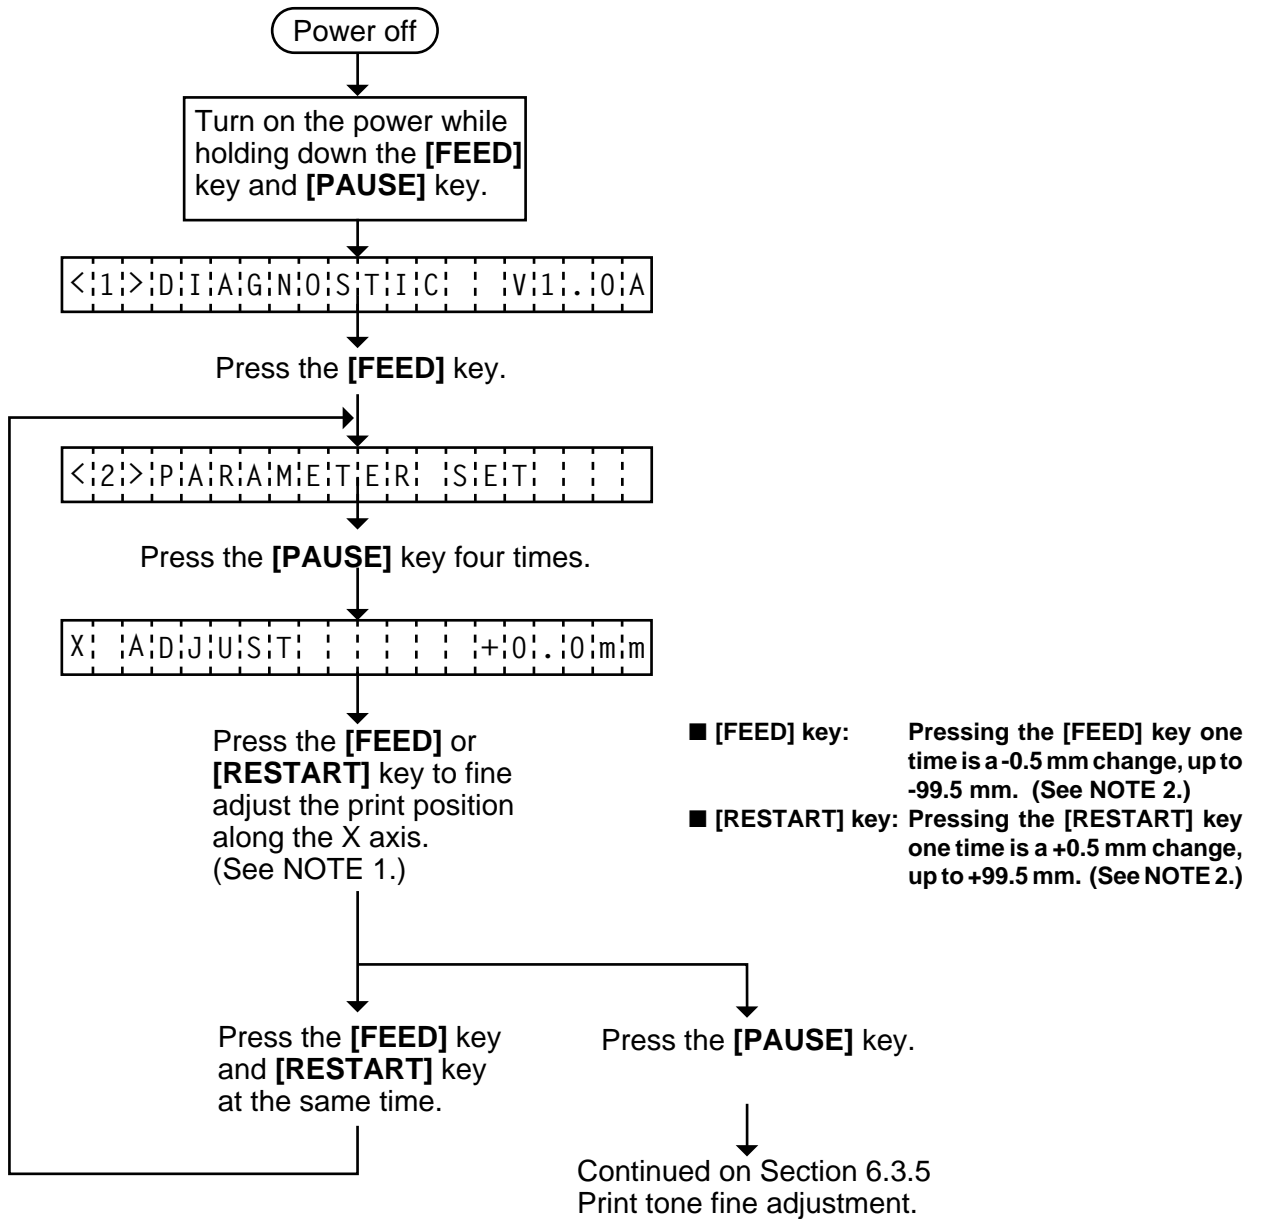 Power off
Turn on the power while
holding down the [FEED]
key and [PAUSE] key.
<1>DIAGNOSTIC  V1.0A
Press the [FEED] key.
<2>PARAMETER SET
Press the [PAUSE] key four times.
X ADJUST      +0.0mm
Press the [FEED] or
[RESTART] key to fine
adjust the print position
along the X axis.
(See NOTE 1.)
■ [FEED] key: Pressing the [FEED] key one
time is a -0.5 mm change, up to
-99.5 mm. (See NOTE 2.)
■ [RESTART] key: Pressing the [RESTART] key
one time is a +0.5 mm change,
up to +99.5 mm. (See NOTE 2.)
Press the [FEED] key
and [RESTART] key
at the same time.
Press the [PAUSE] key.
Continued on Section 6.3.5
Print tone fine adjustment.